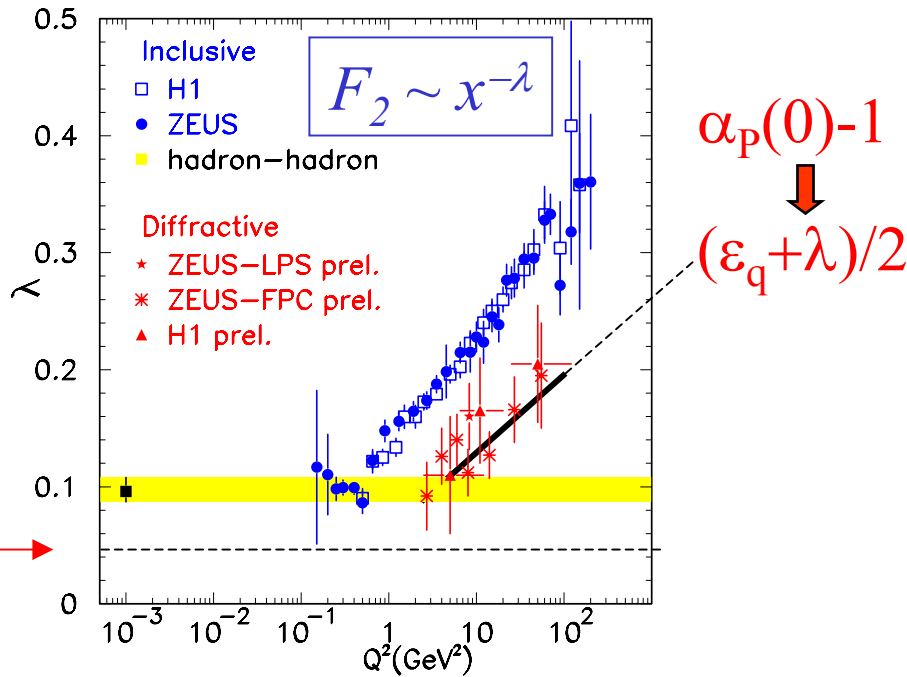 Inclusive
H1
ZEUS
hadron-hadron
F₂ ~ x^-λ
Diffractive
ZEUS-LPS prel.
ZEUS-FPC prel.
H1 prel.
α_P(0)-1
(ε_q+λ)/2
λ
0.5
0.4
0.3
0.2
0.1
0
10⁻³ 10⁻² 10⁻¹ 1 10 10²
Q²(GeV²)